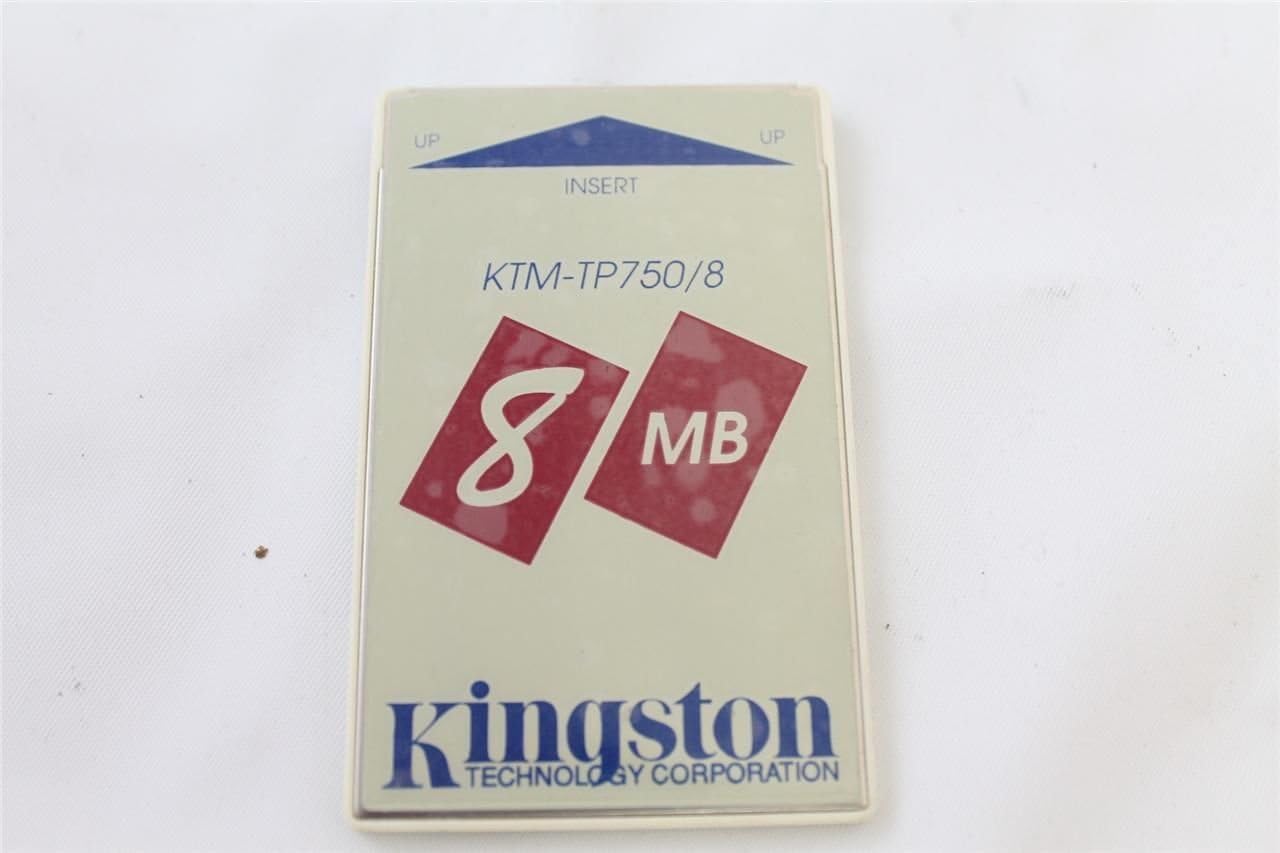 UP UP
INSERT
KTM-TP750/8
8 MB
Kingston
TECHNOLOGY CORPORATION